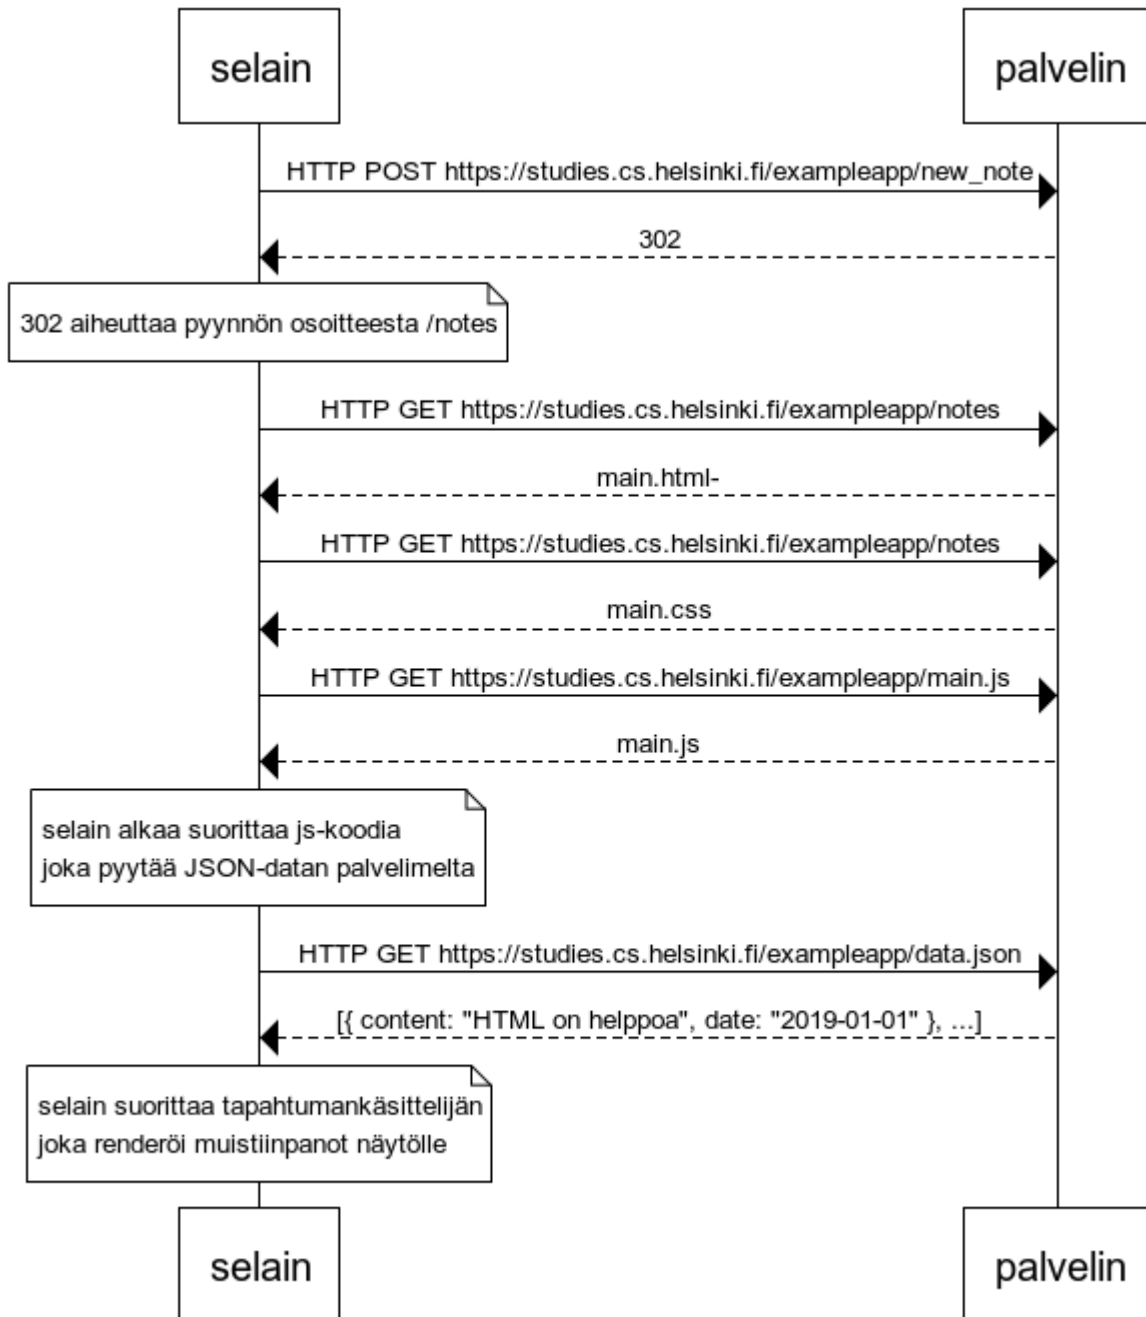 selain
palvelin
HTTP POST https://studies.cs.helsinki.fi/exampleapp/new_note
302
302 aiheuttaa pyynnön osoitteesta /notes
HTTP GET https://studies.cs.helsinki.fi/exampleapp/notes
main.html-
HTTP GET https://studies.cs.helsinki.fi/exampleapp/notes
main.css
HTTP GET https://studies.cs.helsinki.fi/exampleapp/main.js
main.js
selain alkaa suorittaa js-koodia
joka pyytää JSON-datan palvelimelta
HTTP GET https://studies.cs.helsinki.fi/exampleapp/data.json
[{ content: "HTML on helppoa", date: "2019-01-01" }, ...]
selain suorittaa tapahtumankäsittelijän
joka renderöi muistiinpanot näytölle
selain
palvelin